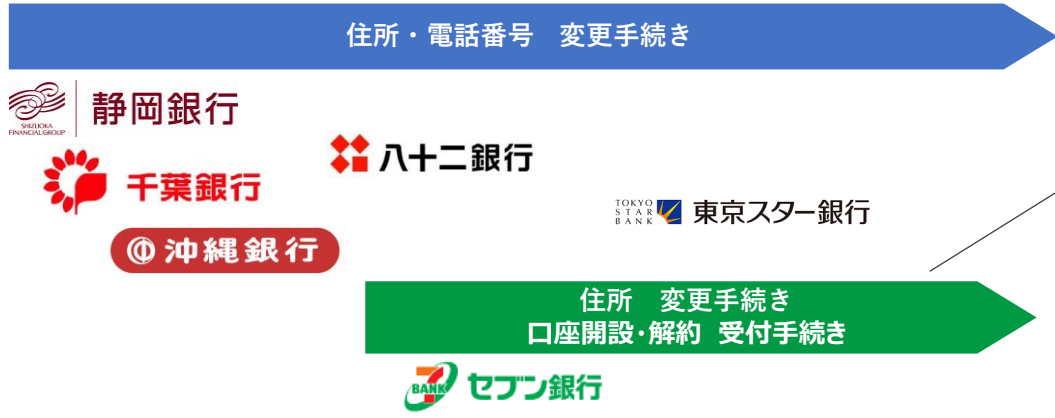 住所・電話番号　変更手続き
SHIZUOKA
FINANCIAL GROUP
静岡銀行
八十二銀行
千葉銀行
TOKYO
STAR
BANK
東京スター銀行
沖縄銀行
住所　変更手続き
口座開設・解約 受付手続き
7
BANK
セブン銀行